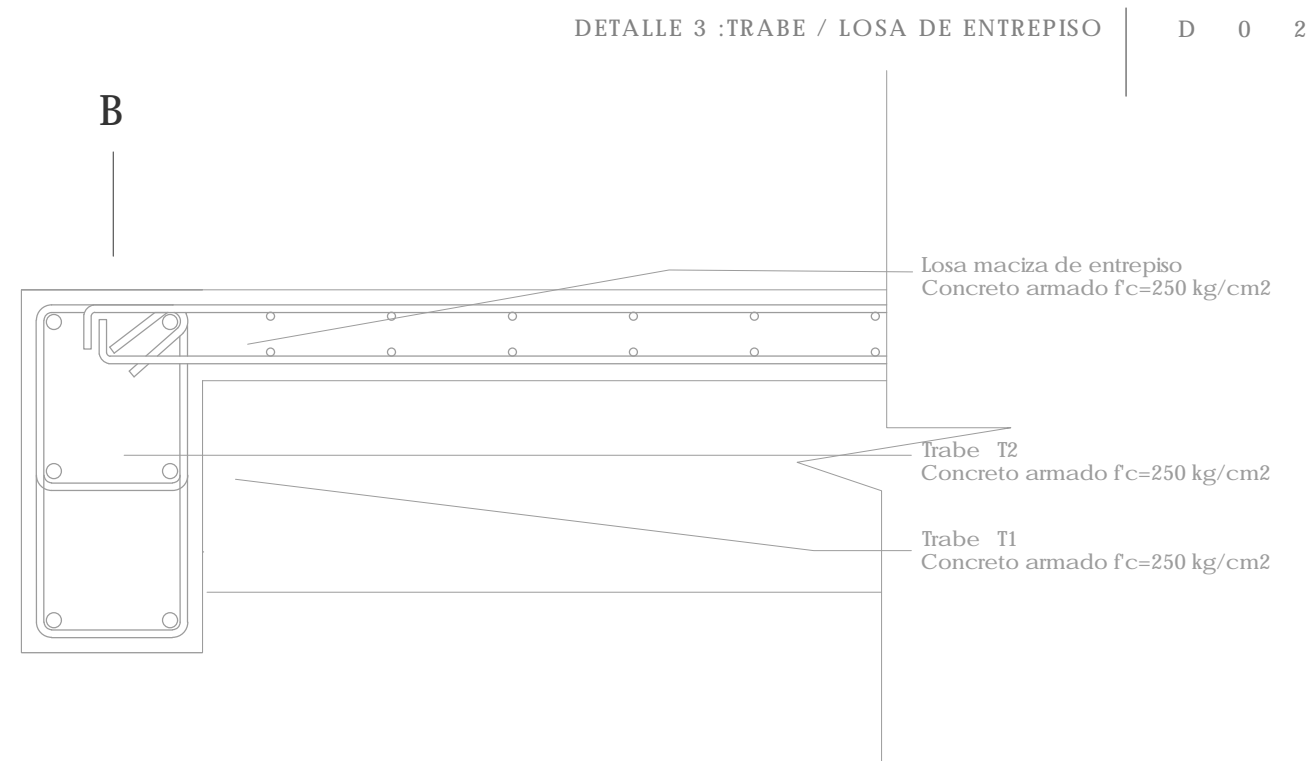 DETALLE 3 :TRABE / LOSA DE ENTREPISO
D 0 2
B
Losa maciza de entrepiso
Concreto armado f'c=250 kg/cm2
Trabe T2
Concreto armado f'c=250 kg/cm2
Trabe T1
Concreto armado f'c=250 kg/cm2